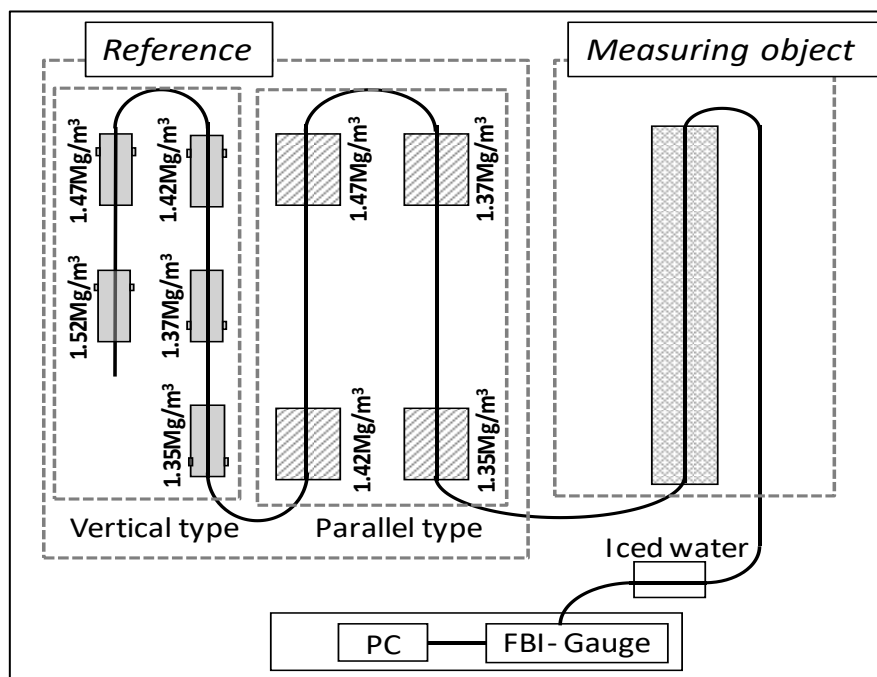 Reference
Measuring object
1.47Mg/m³
1.42Mg/m³
1.47Mg/m³
1.37Mg/m³
1.52Mg/m³
1.37Mg/m³
1.35Mg/m³
1.42Mg/m³
1.35Mg/m³
Vertical type
Parallel type
Iced water
PC
FBI- Gauge